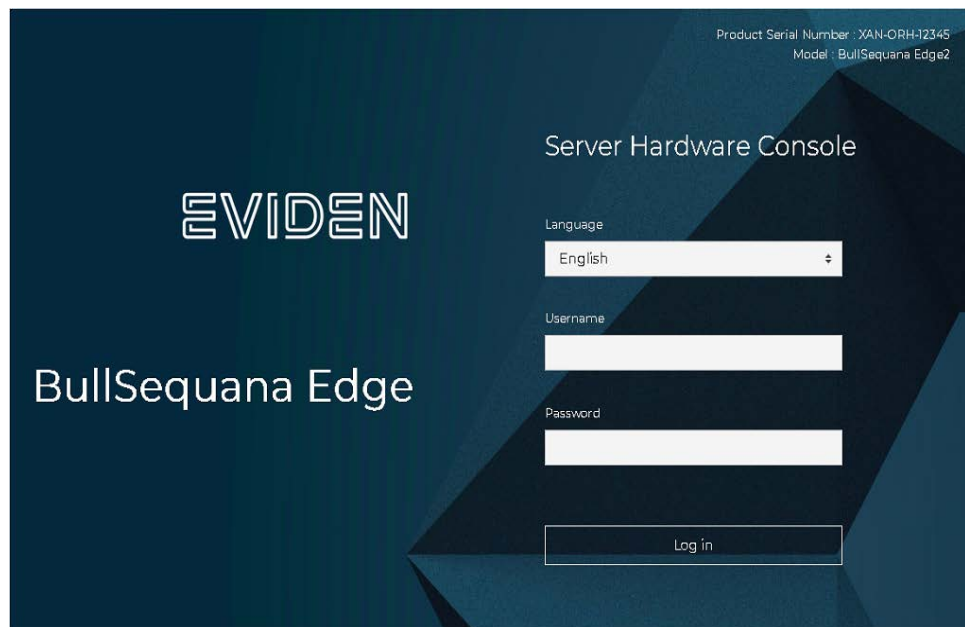 Product Serial Number : XAN-ORH-12345
Model : BullSequana Edge2
EVIDEN
BullSequana Edge
Server Hardware Console
Language
English
Username
Password
Log in